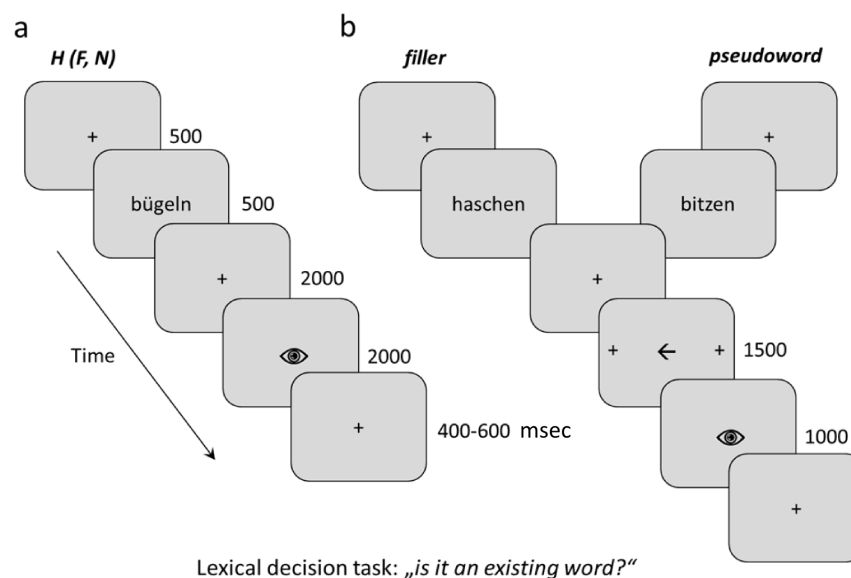 a
H (F, N)
+
500
bügeln
500
+
2000
2000
+
400-600 msec
Time
b
filler
pseudoword
+
+
haschen
bitzen
+
+ ← +
1500
1000
+
Lexical decision task: „is it an existing word?“